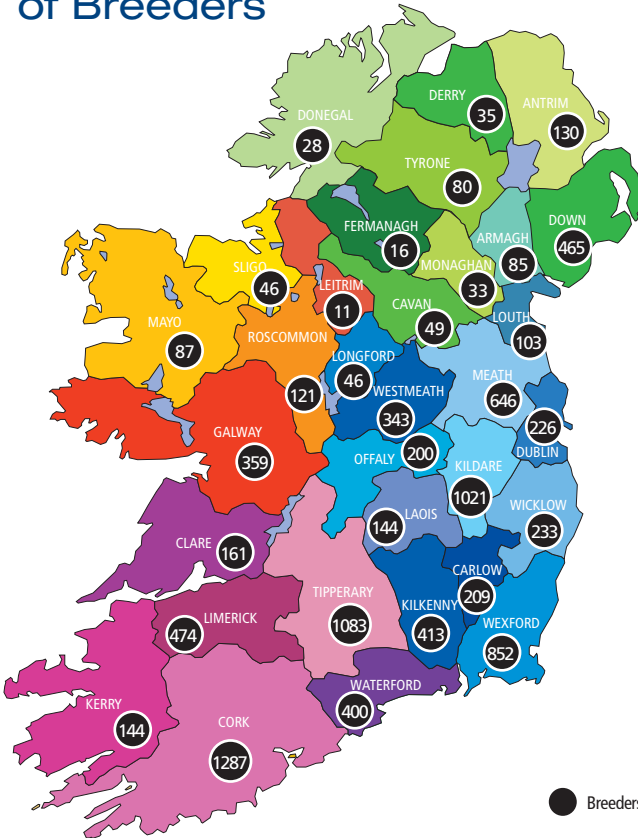 of Breeders
DONEGAL
28
DERRY
35
ANTRIM
130
TYRONE
80
FERMANAGH
16
MONAGHAN
33
ARMAGH
85
DOWN
465
SLIGO
46
LEITRIM
11
CAVAN
49
LOUTH
103
MAYO
87
ROSCOMMON
121
LONGFORD
46
WESTMEATH
343
MEATH
646
226
DUBLIN
GALWAY
359
OFFALY
200
KILDARE
1021
WICKLOW
233
LAOIS
144
CLARE
161
TIPPERARY
1083
KILKENNY
413
CARLOW
209
WEXFORD
852
LIMERICK
474
WATERFORD
400
KERRY
144
CORK
1287
Breeders